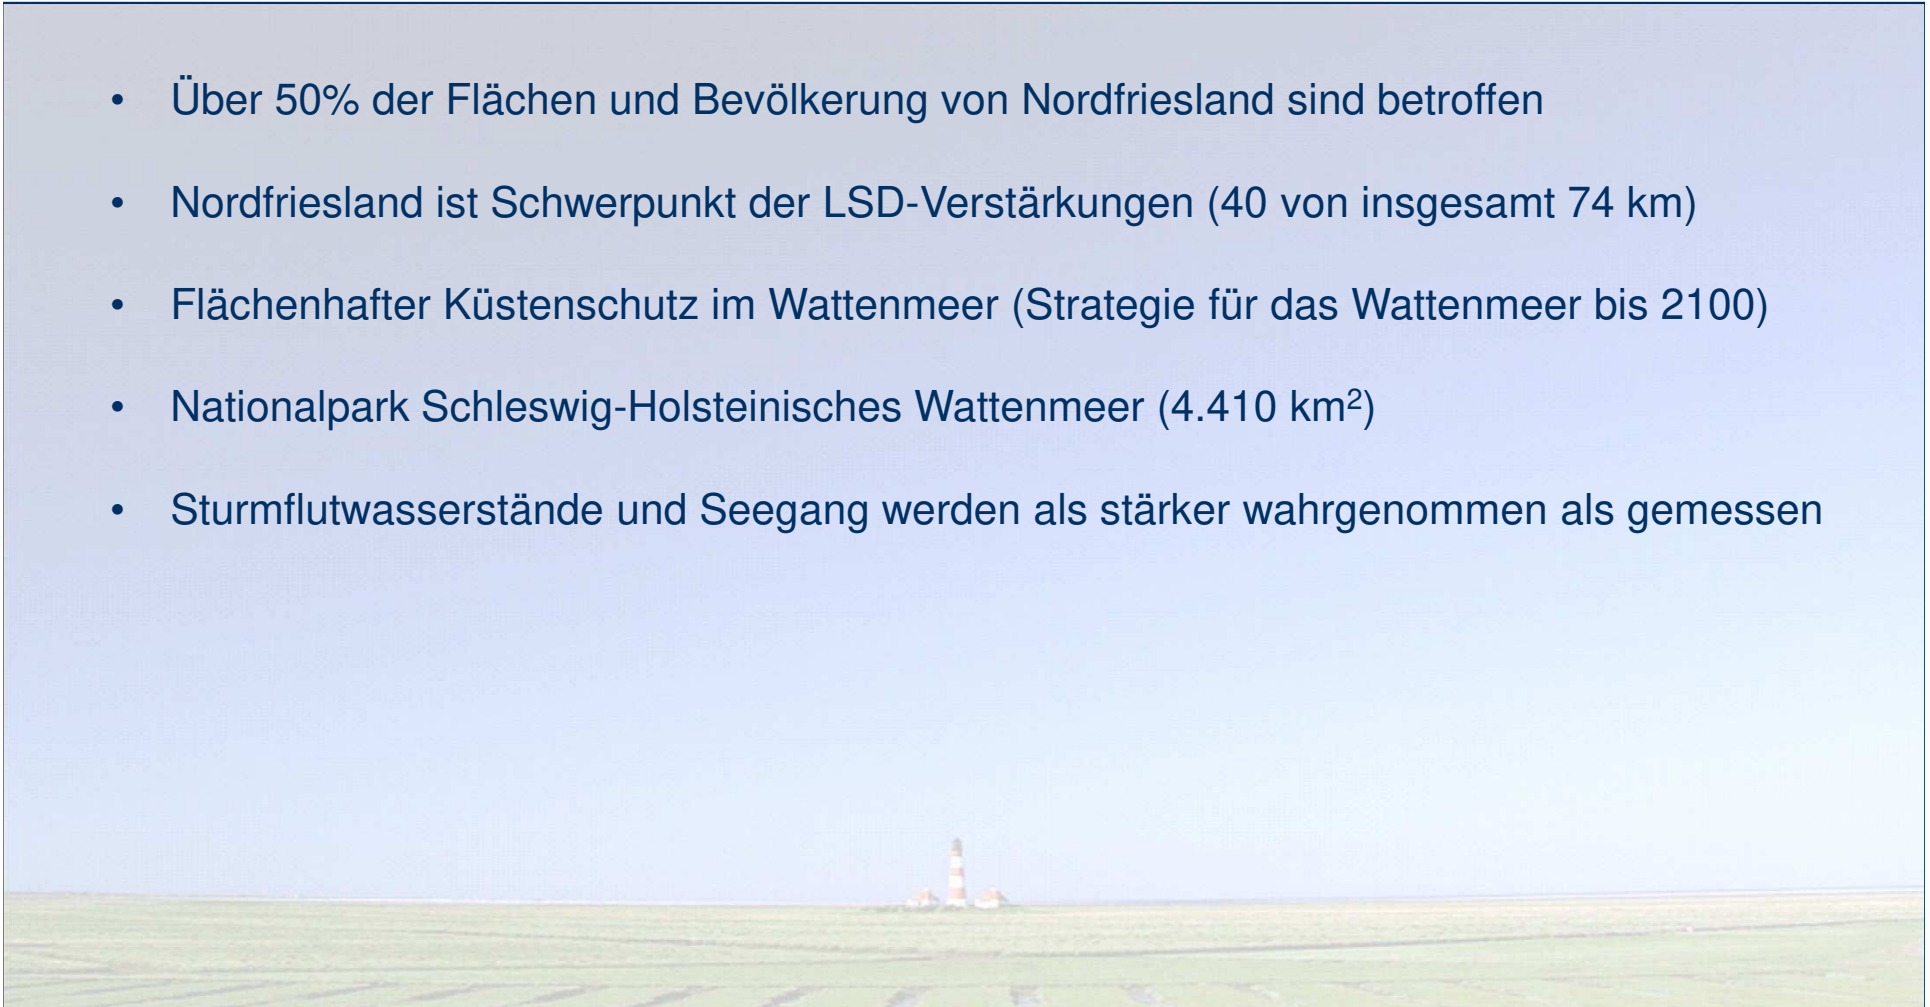 • Über 50% der Flächen und Bevölkerung von Nordfriesland sind betroffen
• Nordfriesland ist Schwerpunkt der LSD-Verstärkungen (40 von insgesamt 74 km)
• Flächenhafter Küstenschutz im Wattenmeer (Strategie für das Wattenmeer bis 2100)
• Nationalpark Schleswig-Holsteinisches Wattenmeer (4.410 km²)
• Sturmflutwasserstände und Seegang werden als stärker wahrgenommen als gemessen